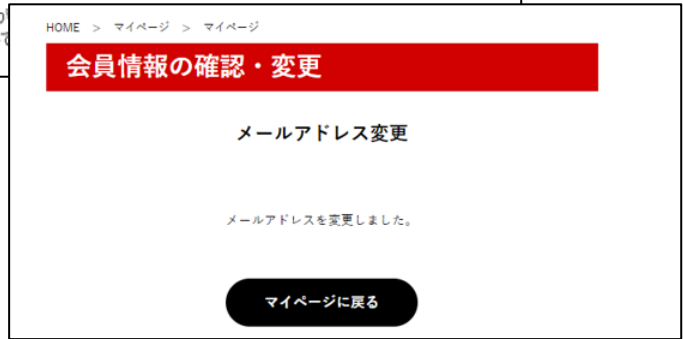 HOME > マイページ > マイページ
会員情報の確認・変更
メールアドレス変更
メールアドレスを変更しました。
マイページに戻る